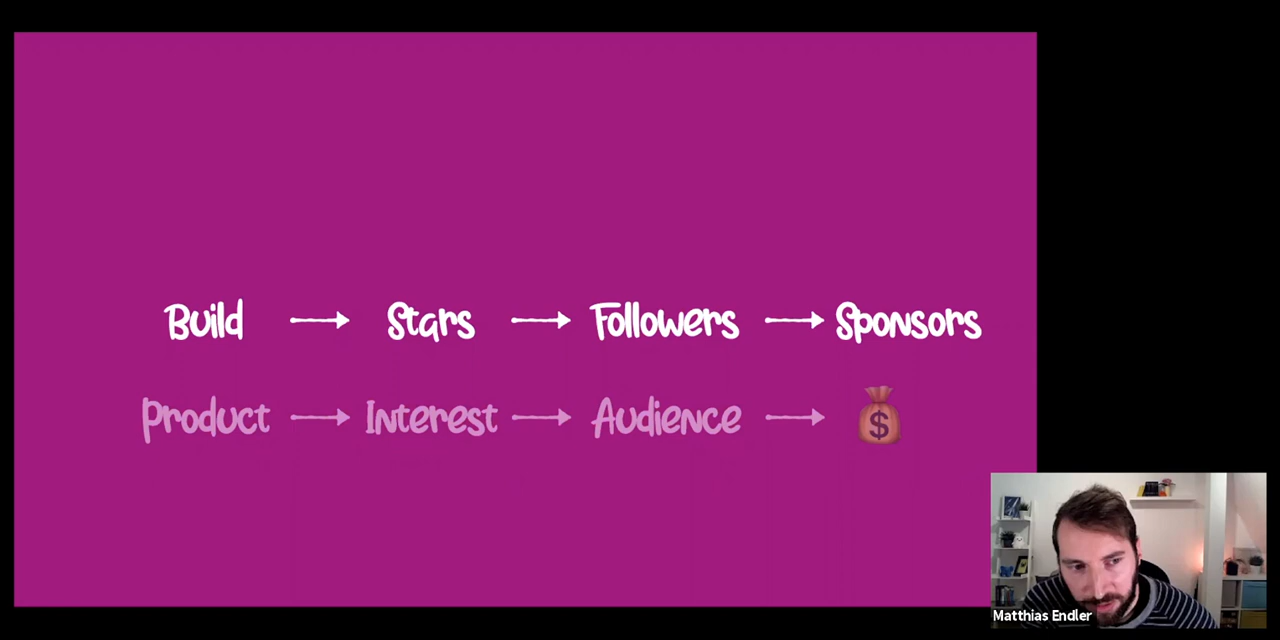 Build → Stars → Followers → Sponsors
Product → Interest → Audience → 💰
Matthias Endler